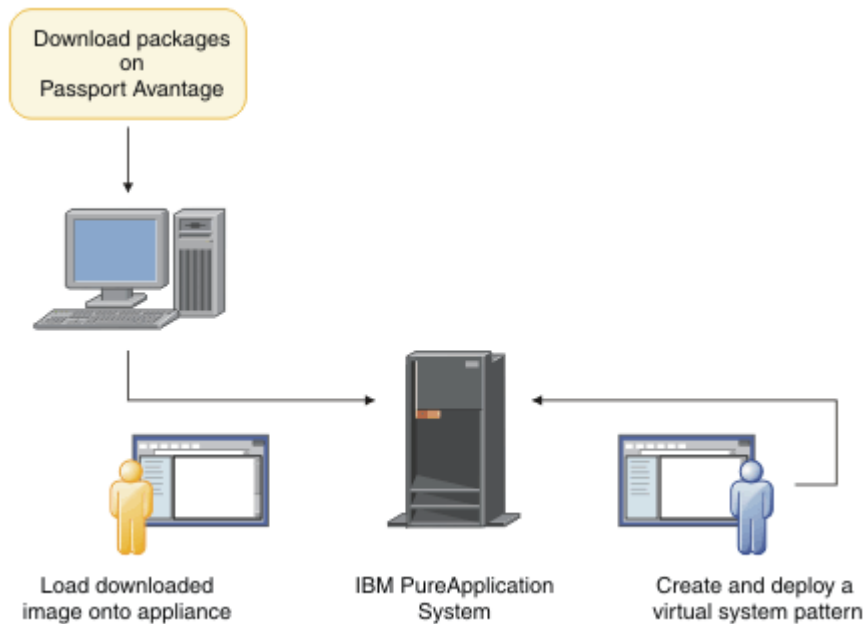 Download packages
on
Passport Avantage
Load downloaded
image onto appliance
IBM PureApplication
System
Create and deploy a
virtual system pattern